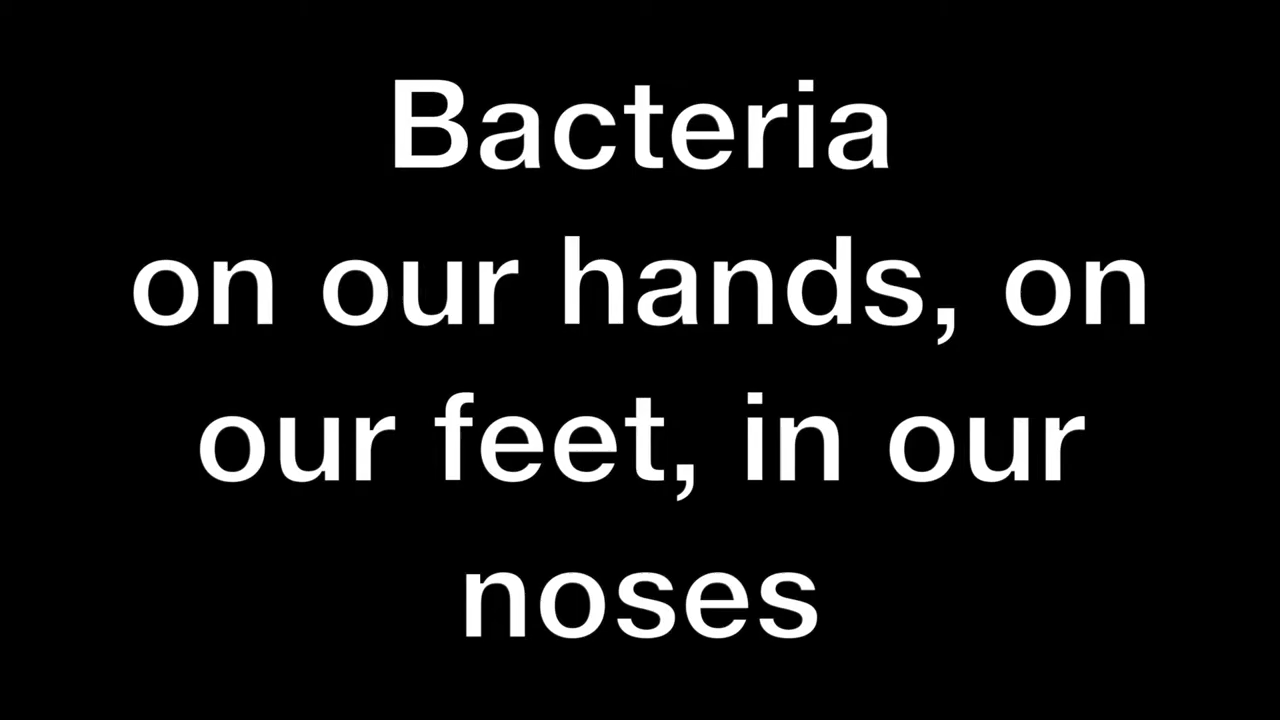 Bacteria
on our hands, on
our feet, in our
noses